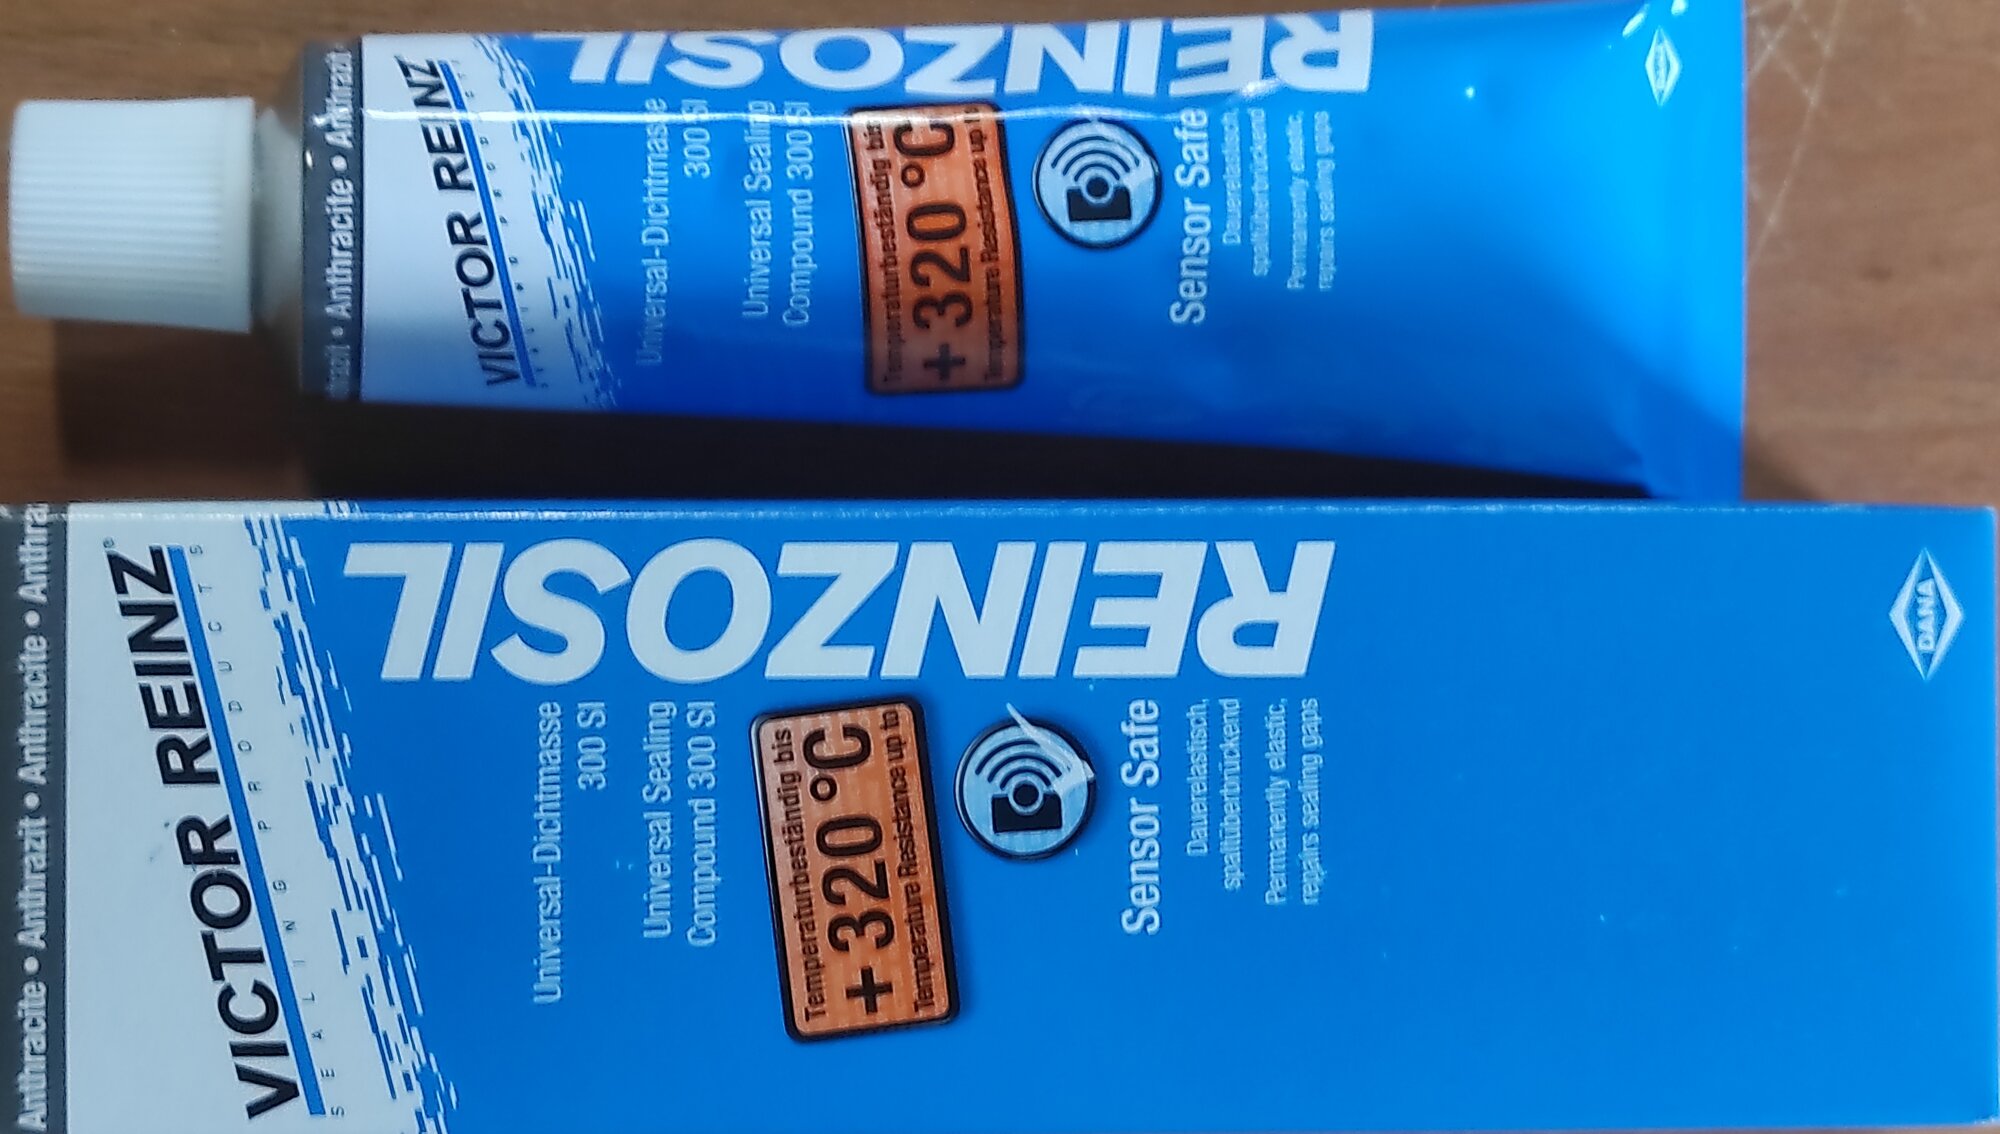 Anthrazit • Anthracite • Anthrazit
VICTOR REINZ
REINZOSIL
Universal-Dichtmasse
300 SI
Universal Sealing
Compound 300 SI
Temperaturbeständig bis
+320 °C
Temperature Resistance up to
Sensor Safe
Dauerelastisch,
spaltüberbrückend
Permanently elastic,
repairs sealing gaps
DANA
Anthracite • Anthrazit • Anthracite •
VICTOR REINZ®
SEALING PRODUCTS
REINZOSIL
Universal-Dichtmasse
300 SI
Universal Sealing
Compound 300 SI
Temperaturbeständig bis
+320 °C
Temperature Resistance up to
Sensor Safe
Dauerelastisch,
spaltüberbrückend
Permanently elastic,
repairs sealing gaps
DANA